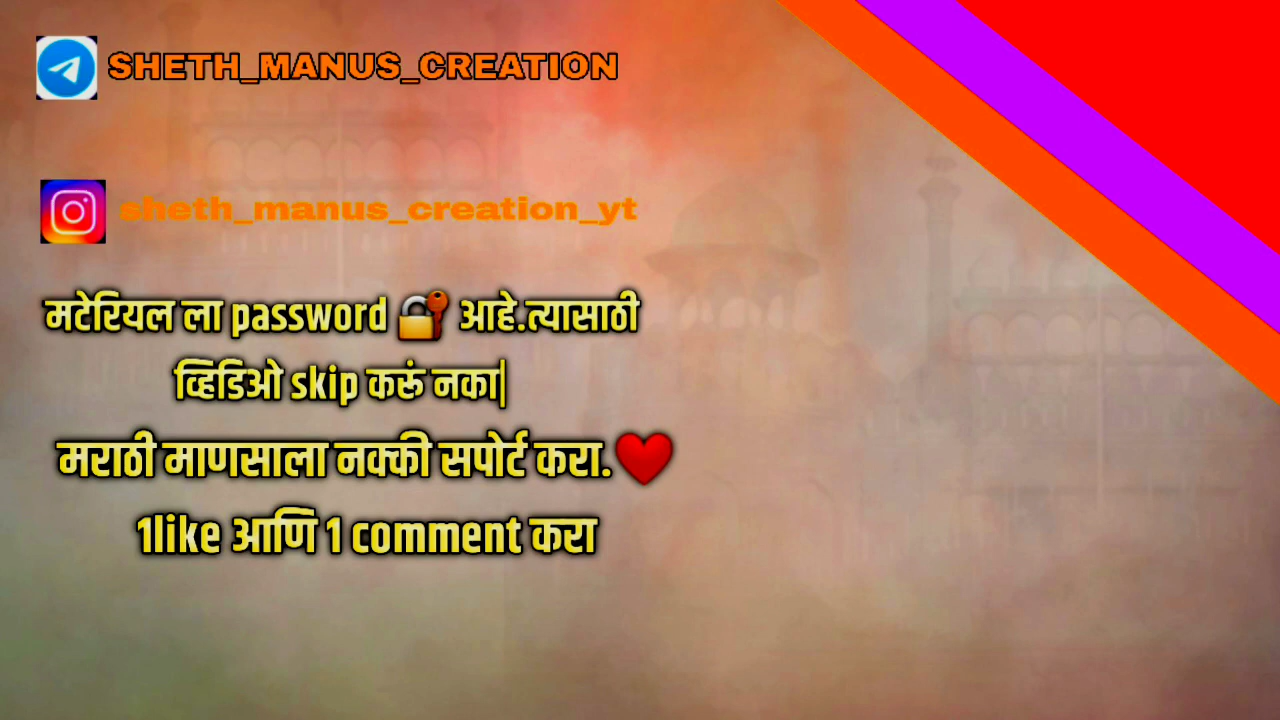 SHETH_MANUS_CREATION
sheth_manus_creation_yt
मटेरियल ला password 🔐 आहे.त्यासाठी
व्हिडिओ skip करूं नका|
मराठी माणसाला नक्की सपोर्ट करा.❤️
1like आणि 1 comment करा